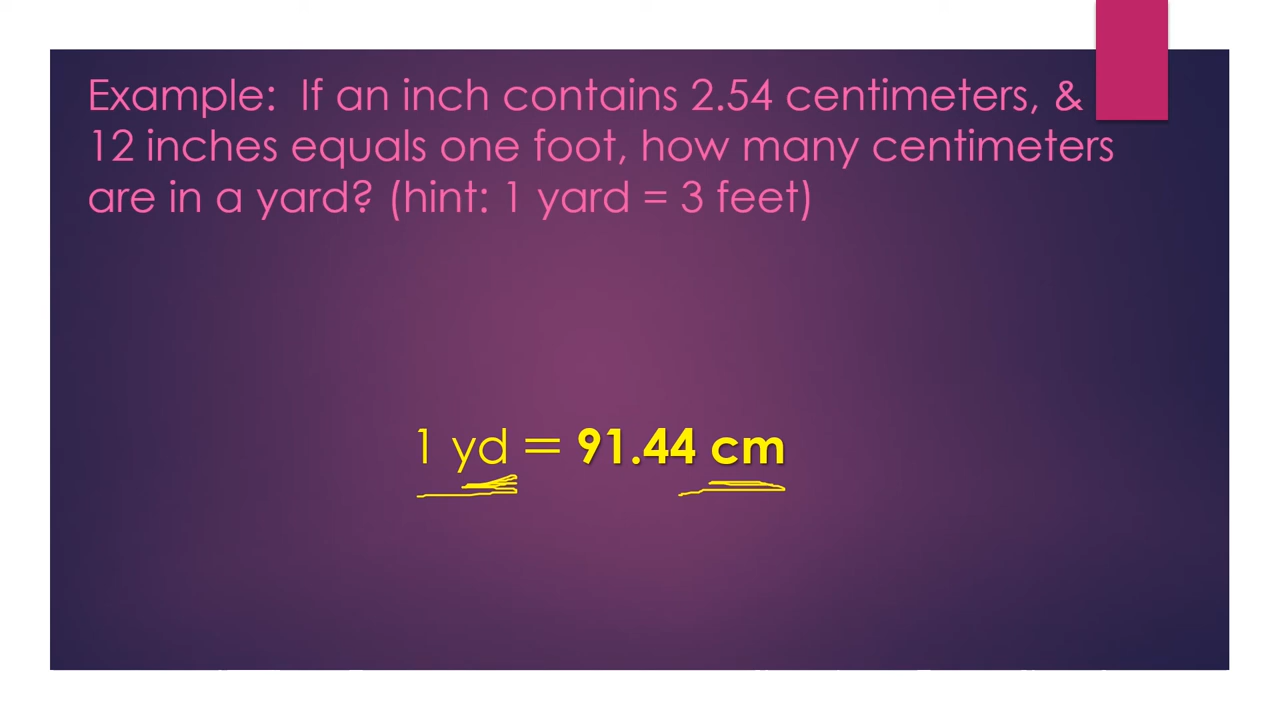 Example: If an inch contains 2.54 centimeters, &
12 inches equals one foot, how many centimeters
are in a yard? (hint: 1 yard = 3 feet)
1 yd = 91.44 cm